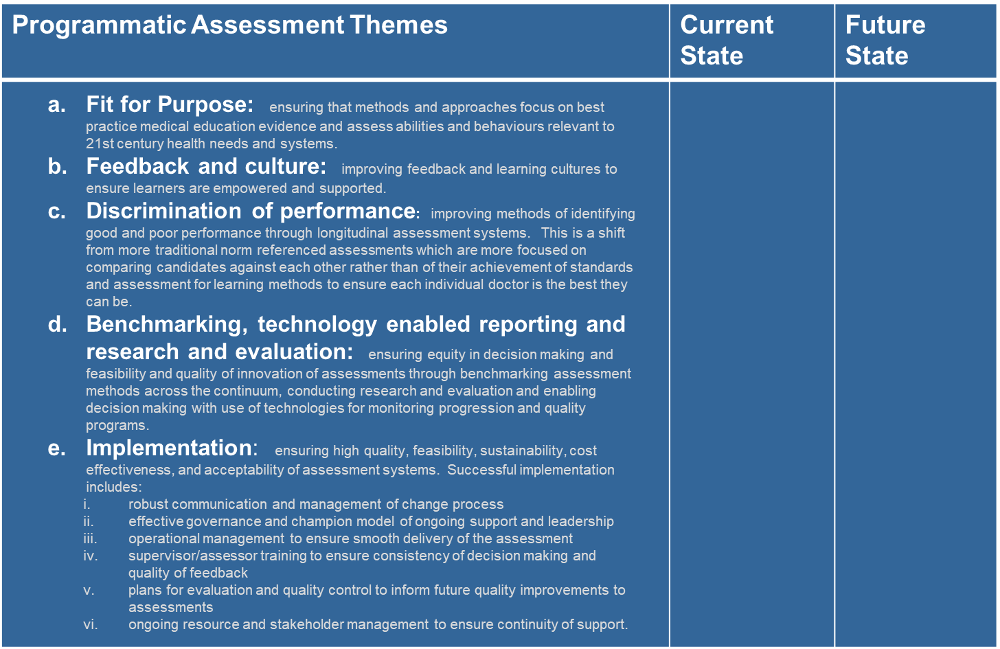 Programmatic Assessment Themes
Current
State
Future
State
a. Fit for Purpose: ensuring that methods and approaches focus on best
practice medical education evidence and assess abilities and behaviours relevant to
21st century health needs and systems.
b. Feedback and culture: improving feedback and learning cultures to
ensure learners are empowered and supported.
c. Discrimination of performance: improving methods of identifying
good and poor performance through longitudinal assessment systems. This is a shift
from more traditional norm referenced assessments which are more focused on
comparing candidates against each other rather than of their achievement of standards
and assessment for learning methods to ensure each individual doctor is the best they
can be.
d. Benchmarking, technology enabled reporting and
research and evaluation: ensuring equity in decision making and
feasibility and quality of innovation of assessments through benchmarking assessment
methods across the continuum, conducting research and evaluation and enabling
decision making with use of technologies for monitoring progression and quality
programs.
e. Implementation: ensuring high quality, feasibility, sustainability, cost
effectiveness, and acceptability of assessment systems. Successful implementation
includes:
i. robust communication and management of change process
ii. effective governance and champion model of ongoing support and leadership
iii. operational management to ensure smooth delivery of the assessment
iv. supervisor/assessor training to ensure consistency of decision making and
quality of feedback
v. plans for evaluation and quality control to inform future quality improvements to
assessments
vi. ongoing resource and stakeholder management to ensure continuity of support.